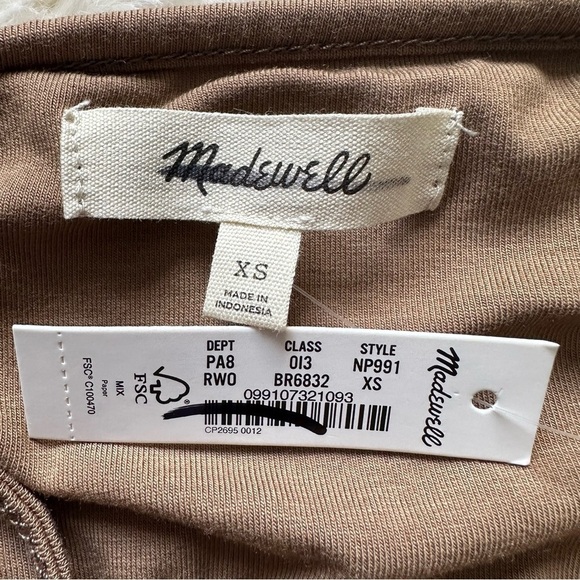 Madewell
XS
MADE IN
INDONESIA
DEPT CLASS STYLE
PA8 013 NP991
RWO BR6832 XS
099107321093
CP2695 0012
FSC
MIX
Paper
FSC® C100470
Madewell